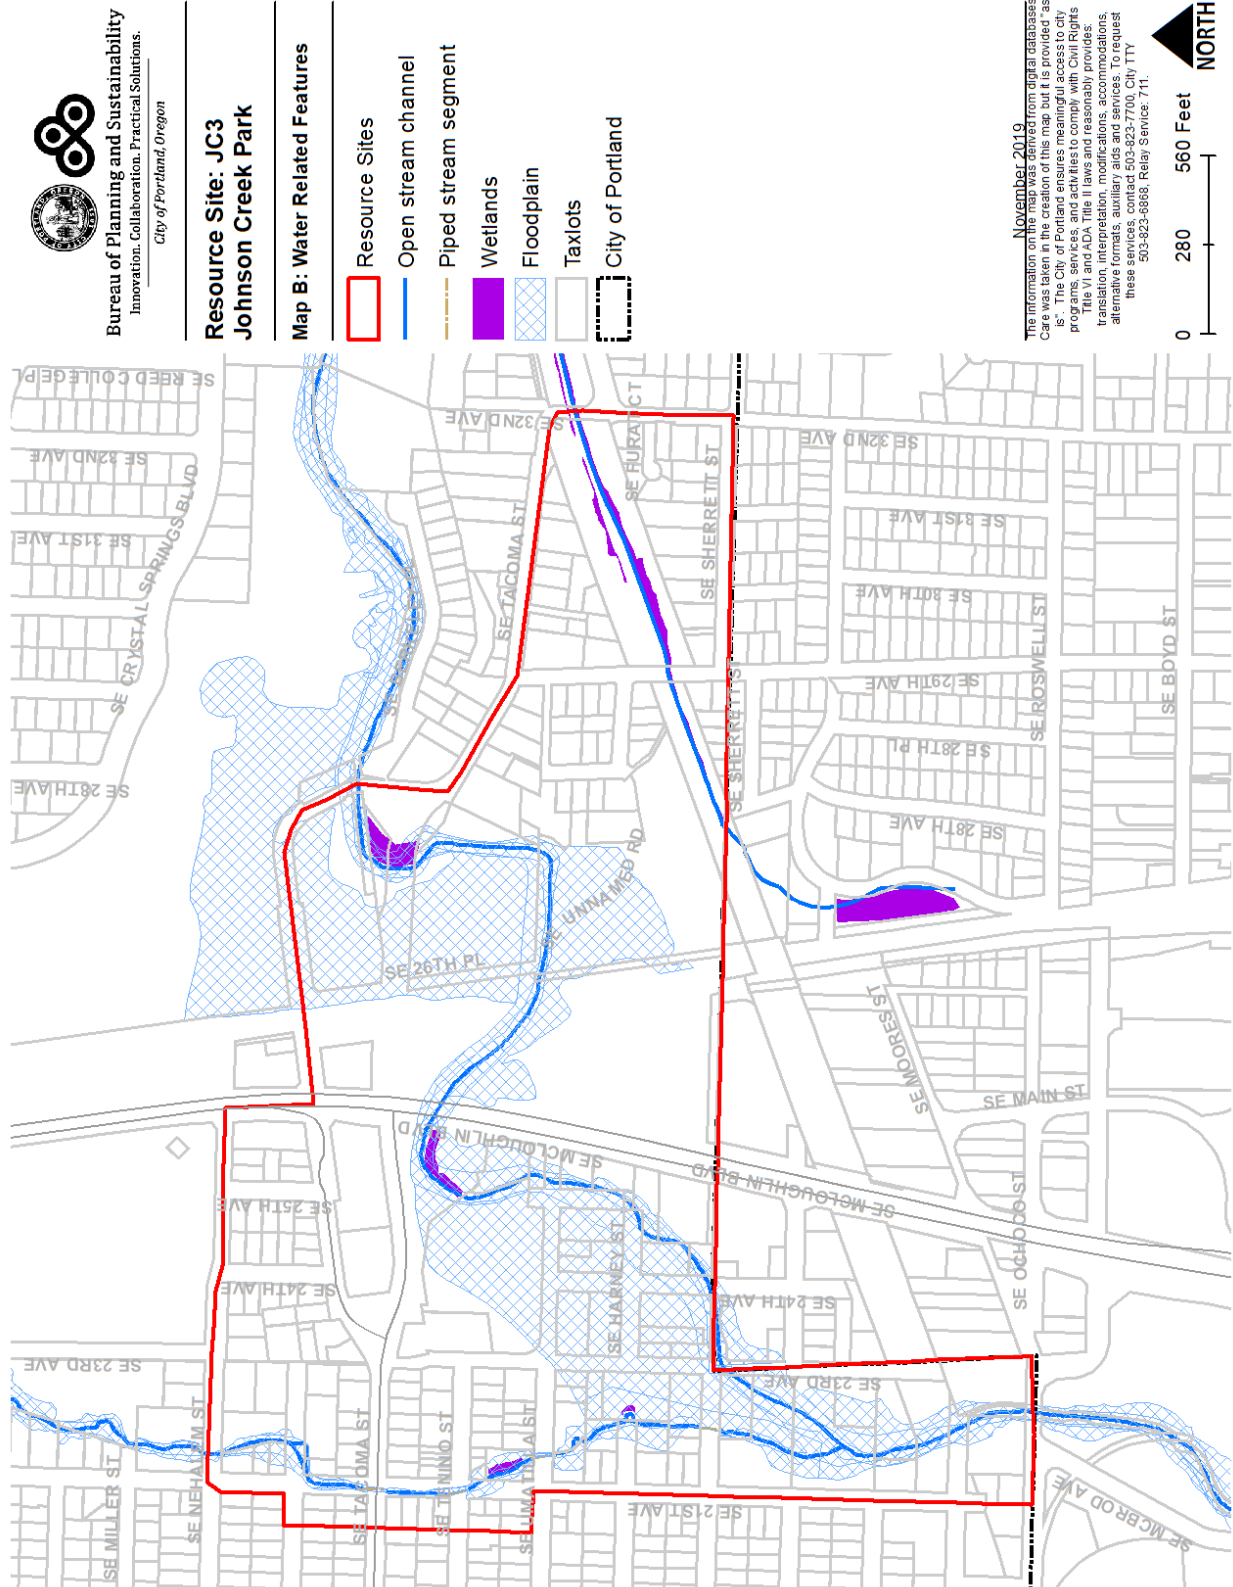 Bureau of Planning and Sustainability
Innovation. Collaboration. Practical Solutions.
City of Portland, Oregon
Resource Site: JC3
Johnson Creek Park
Map B: Water Related Features
Resource Sites
Open stream channel
Piped stream segment
Wetlands
Floodplain
Taxlots
City of Portland
November 2019
The information on the map was derived from digital databases
Care was taken in the creation of this map but it is provided "as
is". The City of Portland ensures meaningful access to city
programs, services, and activities to comply with Civil Rights
Title VI and ADA Title II laws and reasonably provides:
translation, interpretation, modifications, accommodations,
alternative formats, auxiliary aids and services. To request
these services, contact 503-823-7700, City TTY
503-823-6868, Relay Service: 711.
0 280 560 Feet
NORTH
SE REED COLLEGE PL
SE 32ND AVE
SE 31ST AVE
SE CRYSTAL SPRINGS BLVD
SE 28TH AVE
SE 32ND AVE
SE TACOMA ST
SE SHERRETT ST
SE 32ND AVE
SE 31ST AVE
SE 30TH AVE
SE 29TH AVE
SE 28TH PL
SE 28TH AVE
SE ROSWELL ST
SE BOYD ST
SE SHERRETT ST
SE UNNAMED RD
SE 26TH PL
SE MOORES ST
SE MAIN ST
SE MCLOUGHLIN BLVD
SE MCLOUGHLIN BLVD
SE OCHOCO ST
SE 25TH AVE
SE 24TH AVE
SE HARNEY ST
SE 24TH AVE
SE 23RD AVE
SE 23RD AVE
SE NEHALEM ST
SE MILLER ST
SE TACOMA ST
SE TENINO ST
SE UMATILLA ST
SE 21ST AVE
SE MCBROD AVE